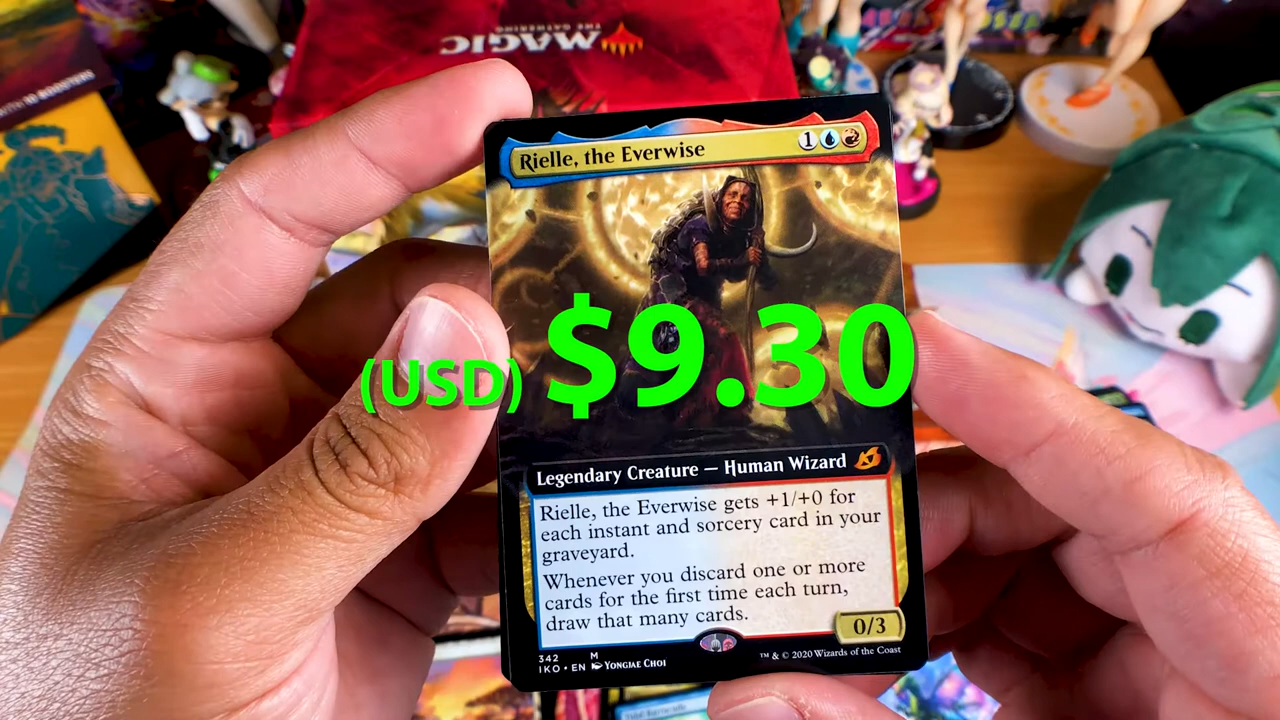 MAGIC
THE GATHERING
Rielle, the Everwise
1
(USD) $9.30
Legendary Creature — Human Wizard
Rielle, the Everwise gets +1/+0 for
each instant and sorcery card in your
graveyard.
Whenever you discard one or more
cards for the first time each turn,
draw that many cards.
0/3
342 M
IKO • EN Yongjae Choi
™ & © 2020 Wizards of the Coast